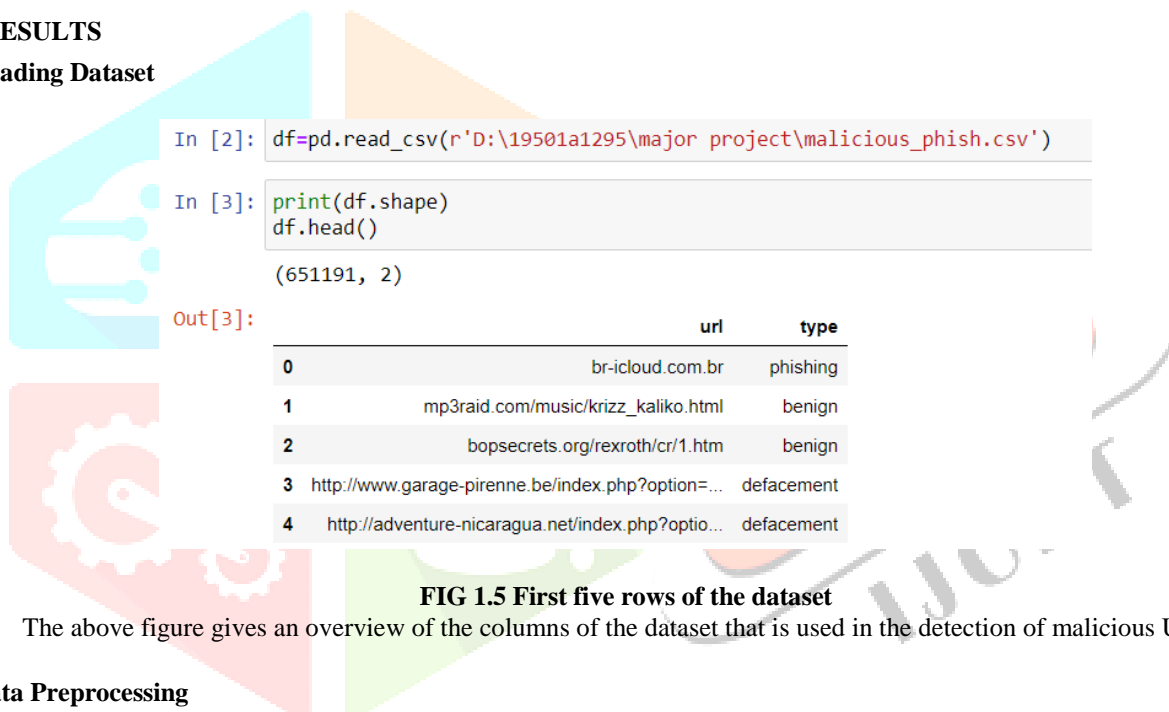 ESULTS
ading Dataset
In [2]: df=pd.read_csv(r'D:\19501a1295\major project\malicious_phish.csv')
In [3]: print(df.shape)
df.head()
(651191, 2)
Out[3]:
url type
0 br-icloud.com.br phishing
1 mp3raid.com/music/krizz_kaliko.html benign
2 bopsecrets.org/rexroth/cr/1.htm benign
3 http://www.garage-pirenne.be/index.php?option=... defacement
4 http://adventure-nicaragua.net/index.php?optio... defacement
FIG 1.5 First five rows of the dataset
The above figure gives an overview of the columns of the dataset that is used in the detection of malicious U
ta Preprocessing